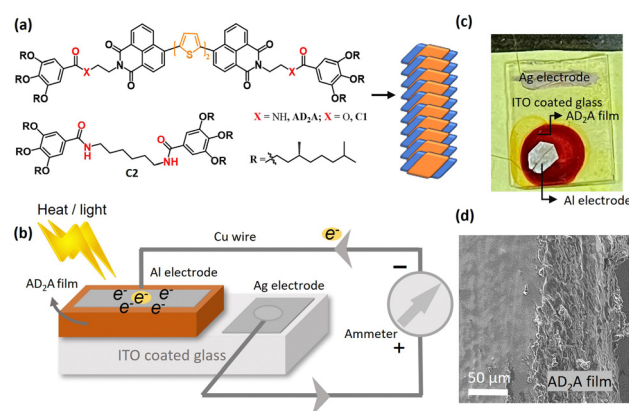 (a)
OR
RO
RO
O
X
N
O
O
S
2
O
O
N
X
O
OR
OR
OR
X = NH, AD2A; X = O, C1
OR
RO
RO
O
N
H
H
N
O
OR
OR
OR
C2
R =
(b)
Heat / light
AD2A film
Al electrode
e-
e-
e-
e-
e-
e-
Cu wire
e-
Ag electrode
ITO coated glass
Ammeter
−
+
(c)
Ag electrode
ITO coated glass
AD2A film
Al electrode
(d)
50 μm
AD2A film